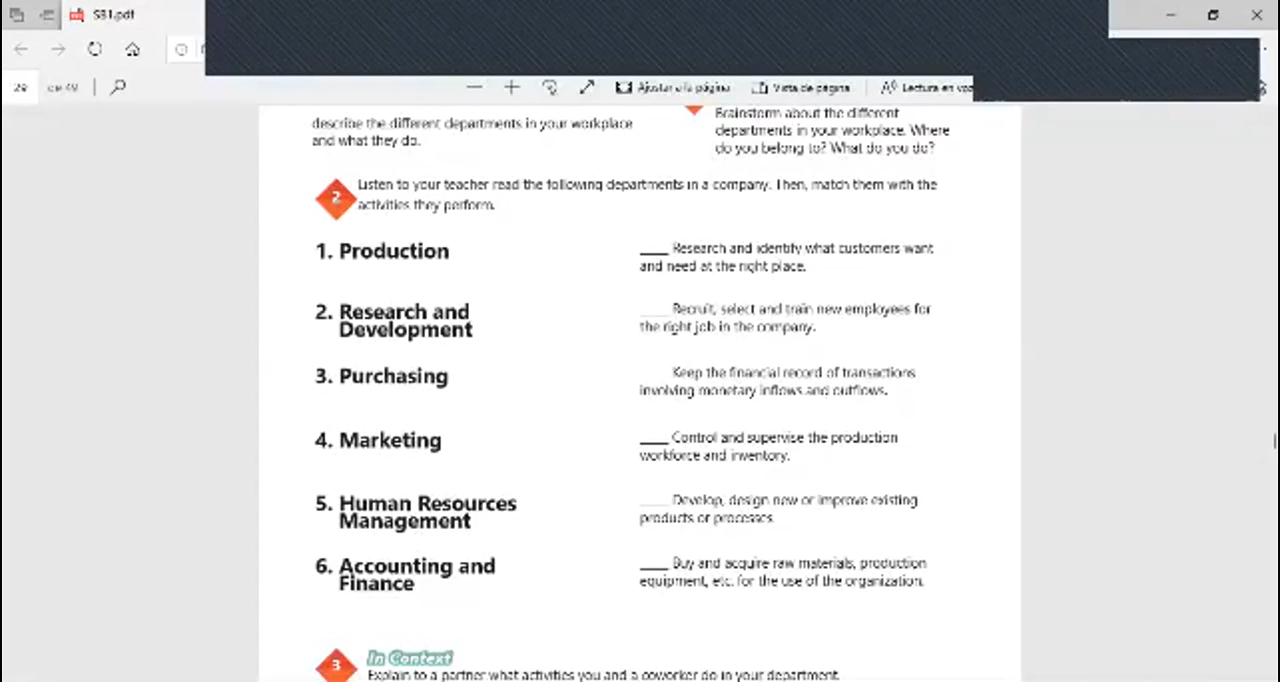 SB1.pdf
29
de 49
Ajustar a la página
Vista de página
Lectura en voz
describe the different departments in your workplace
and what they do.
Brainstorm about the different
departments in your workplace. Where
do you belong to? What do you do?
2
Listen to your teacher read the following departments in a company. Then, match them with the
activities they perform.
1. Production
____ Research and identify what customers want
and need at the right place.
2. Research and
Development
____ Recruit, select and train new employees for
the right job in the company.
3. Purchasing
____ Keep the financial record of transactions
involving monetary inflows and outflows.
4. Marketing
____ Control and supervise the production
workforce and inventory.
5. Human Resources
Management
____ Develop, design new or improve existing
products or processes
6. Accounting and
Finance
____ Buy and acquire raw materials, production
equipment, etc. for the use of the organization.
3
In Context
Explain to a partner what activities you and a coworker do in your department.